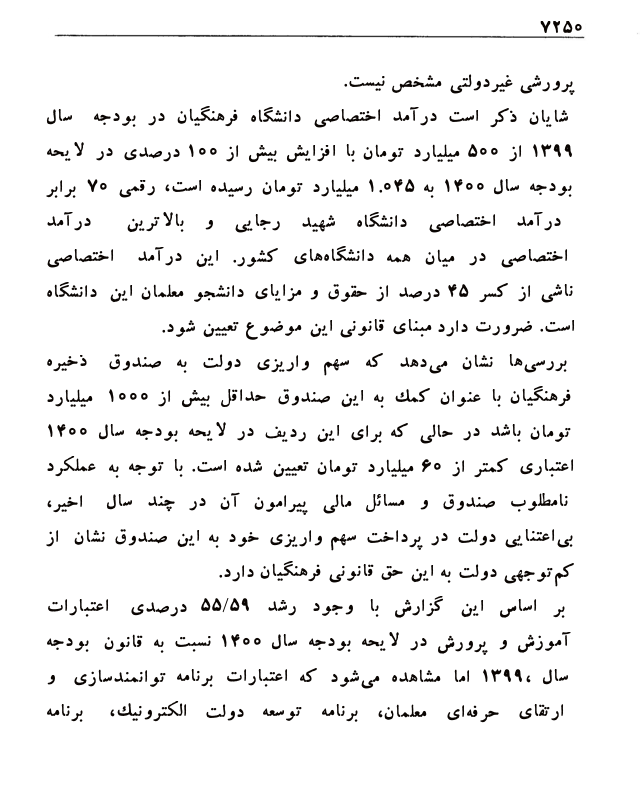 ۷۲۵۰
پرورشی غیردولتی مشخص نیست.
شایان ذکر است درآمد اختصاصی دانشگاه فرهنگیان در بودجه سال
۱۳۹۹ از ۵۰۰ میلیارد تومان با افزایش بیش از ۱۰۰ درصدی در لایحه
بودجه سال ۱۴۰۰ به ۱.۰۴۵ میلیارد تومان رسیده است، رقمی ۷۰ برابر
درآمد اختصاصی دانشگاه شهید رجایی و بالاترین درآمد
اختصاصی در میان همه دانشگاه‌های کشور. این درآمد اختصاصی
ناشی از کسر ۴۵ درصد از حقوق و مزایای دانشجو معلمان این دانشگاه
است. ضرورت دارد مبنای قانونی این موضوع تعیین شود.
بررسی‌ها نشان می‌دهد که سهم واریزی دولت به صندوق ذخیره
فرهنگیان با عنوان کمك به این صندوق حداقل بیش از ۱۰۰۰ میلیارد
تومان باشد در حالی که برای این ردیف در لایحه بودجه سال ۱۴۰۰
اعتباری کمتر از ۶۰ میلیارد تومان تعیین شده است. با توجه به عملکرد
نامطلوب صندوق و مسائل مالی پیرامون آن در چند سال اخیر،
بی‌اعتنایی دولت در پرداخت سهم واریزی خود به این صندوق نشان از
کم‌توجهی دولت به این حق قانونی فرهنگیان دارد.
بر اساس این گزارش با وجود رشد ۵۵/۵۹ درصدی اعتبارات
آموزش و پرورش در لایحه بودجه سال ۱۴۰۰ نسبت به قانون بودجه
سال ،۱۳۹۹ اما مشاهده می‌شود که اعتبارات برنامه توانمندسازی و
ارتقای حرفه‌ای معلمان، برنامه توسعه دولت الکترونیك، برنامه